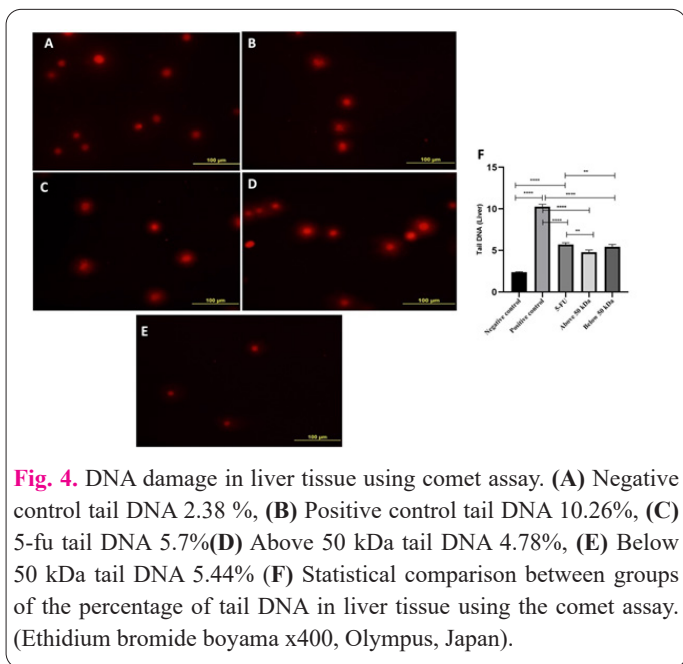 A
100 µm
B
100 µm
C
100 µm
D
100 µm
E
100 µm
F
Tail DNA (Liver)
15
10
5
0
****
**
****
****
****
****
**
Negative control
Positive control
5-FU
Above 50 kDa
Below 50 kDa
Fig. 4. DNA damage in liver tissue using comet assay. (A) Negative
control tail DNA 2.38 %, (B) Positive control tail DNA 10.26%, (C)
5-fu tail DNA 5.7%(D) Above 50 kDa tail DNA 4.78%, (E) Below
50 kDa tail DNA 5.44% (F) Statistical comparison between groups
of the percentage of tail DNA in liver tissue using the comet assay.
(Ethidium bromide boyama x400, Olympus, Japan).